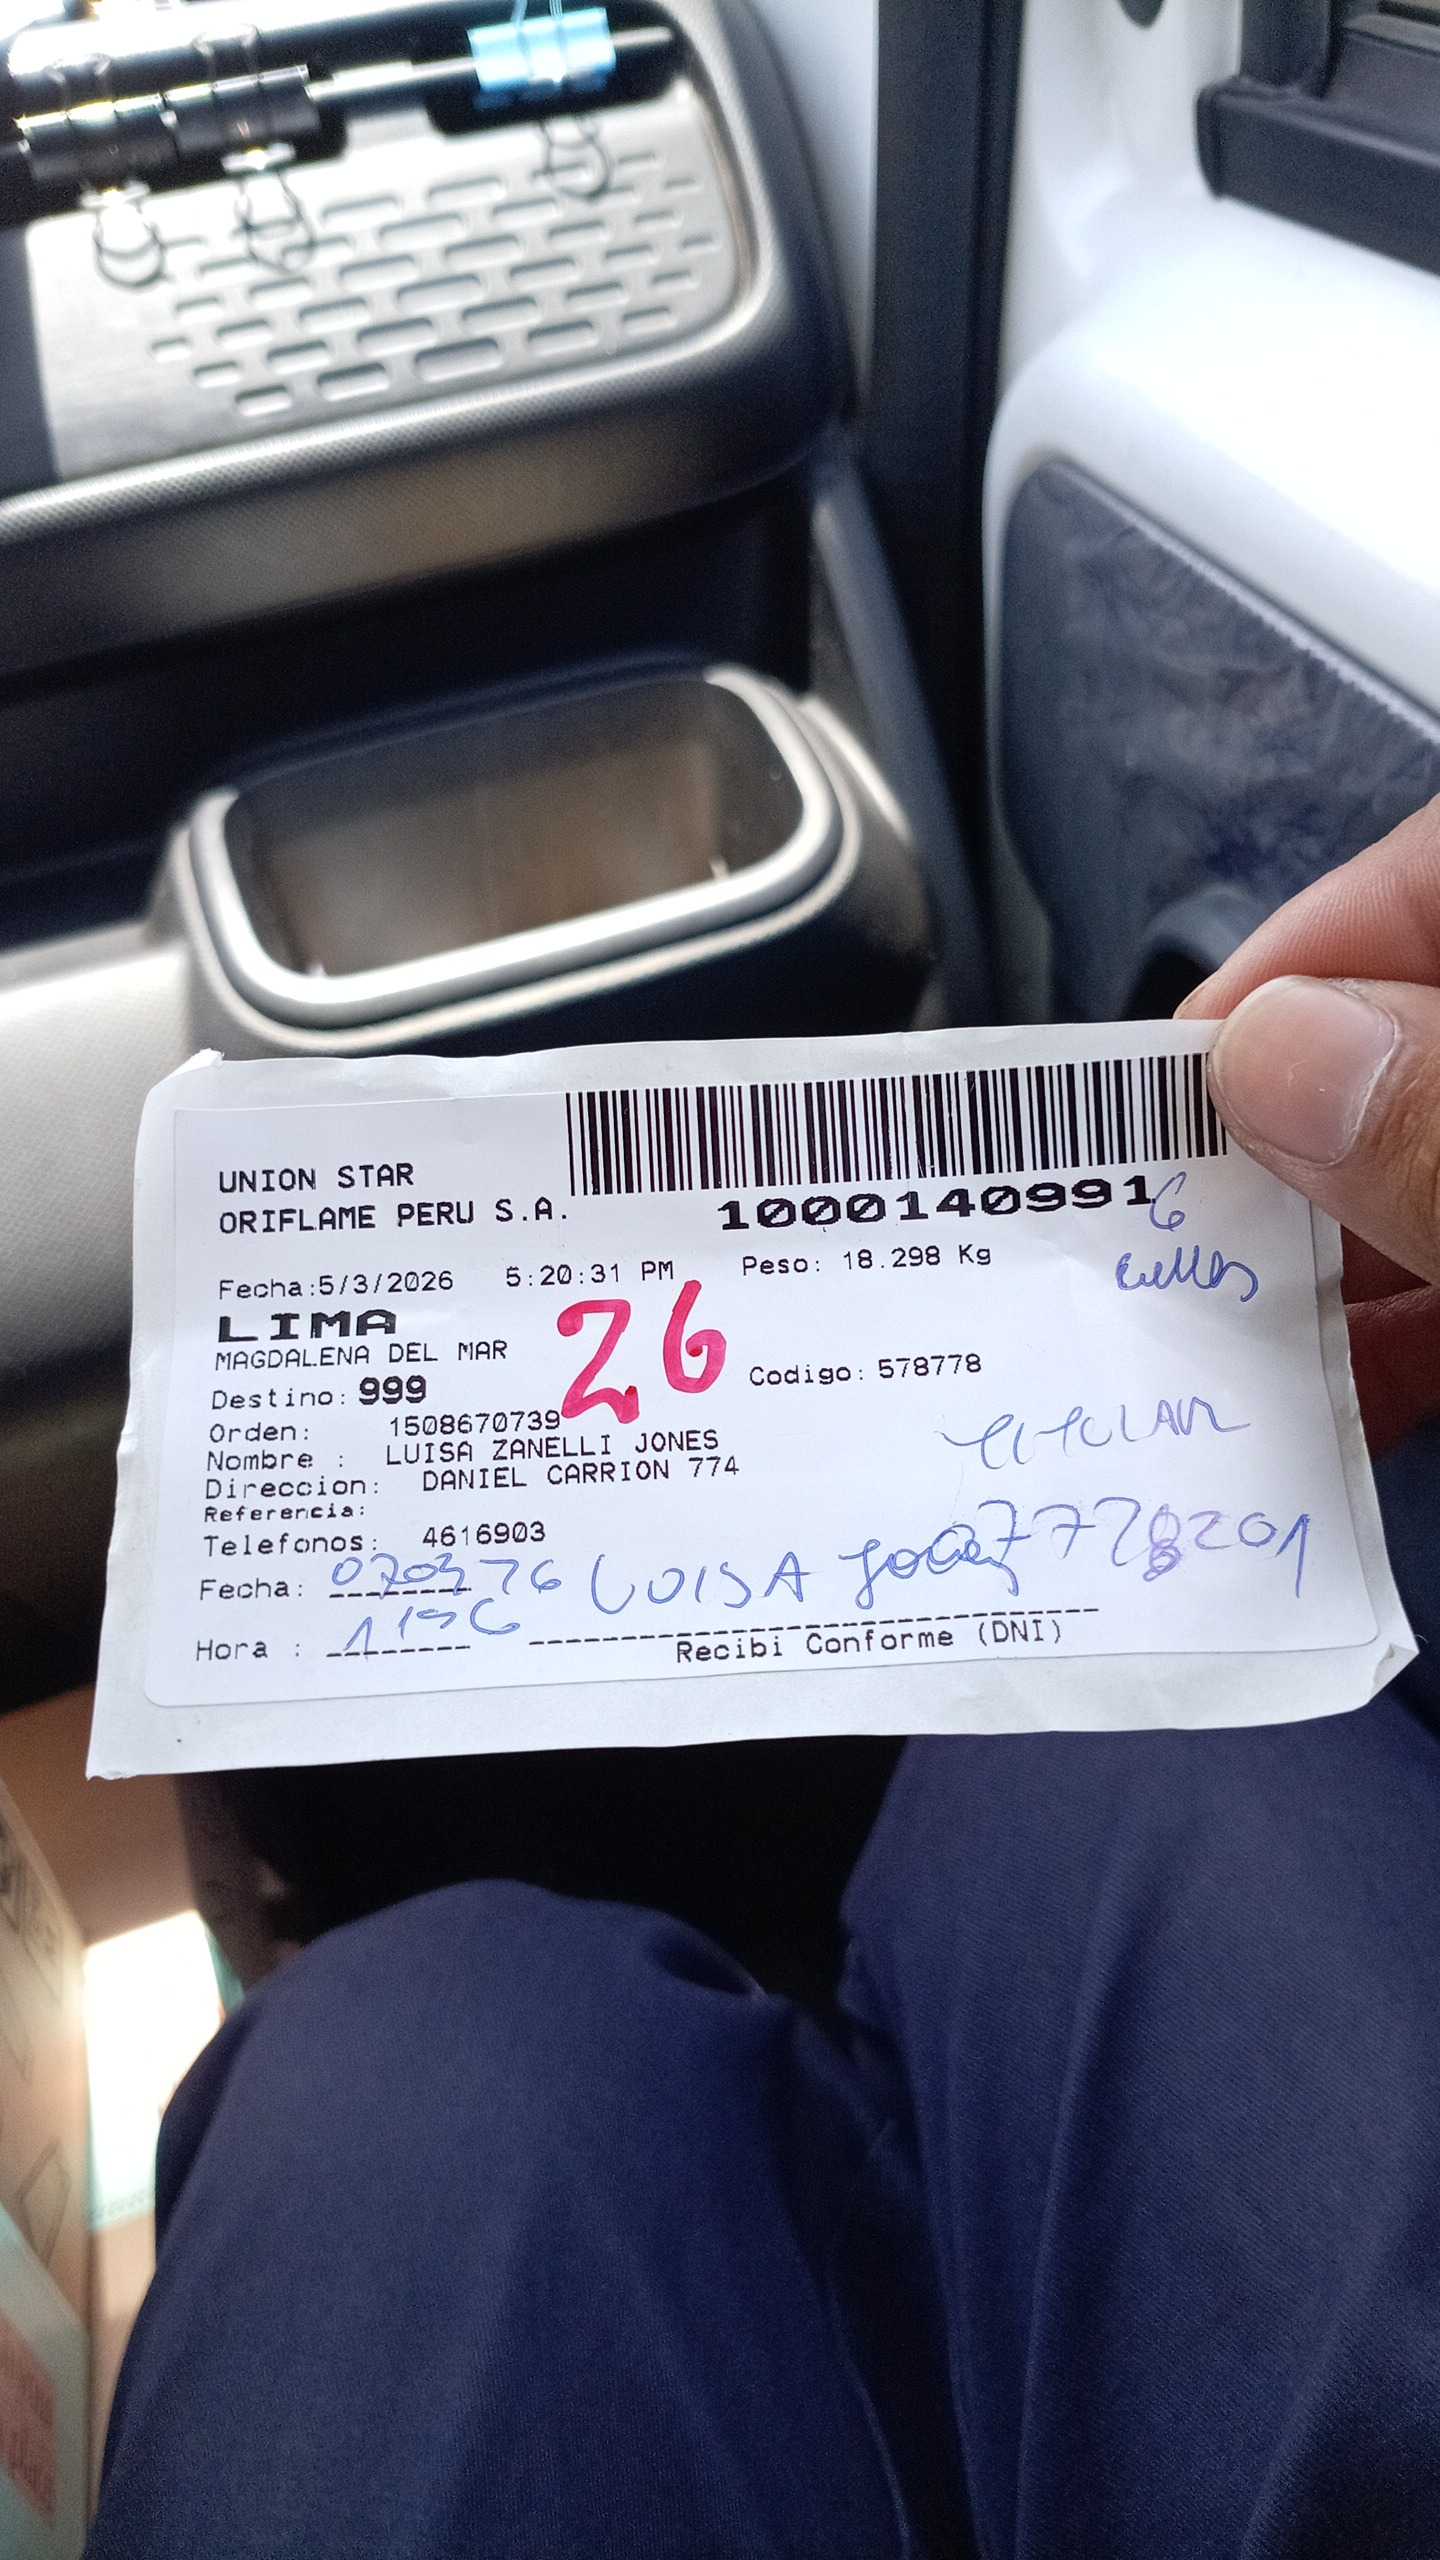 UNION STAR
ORIFLAME PERU S.A.
10001409916
Fecha:5/3/2026 5:20:31 PM Peso: 18.298 Kg
LIMA
MAGDALENA DEL MAR
26
Destino: 999
Codigo: 578778
Orden: 1508670739
Nombre : LUISA ZANELLI JONES
Direccion: DANIEL CARRION 774
Referencia:
TITULAR
Telefonos: 4616903
Fecha: LUISA
Hora :
Recibi Conforme (DNI)